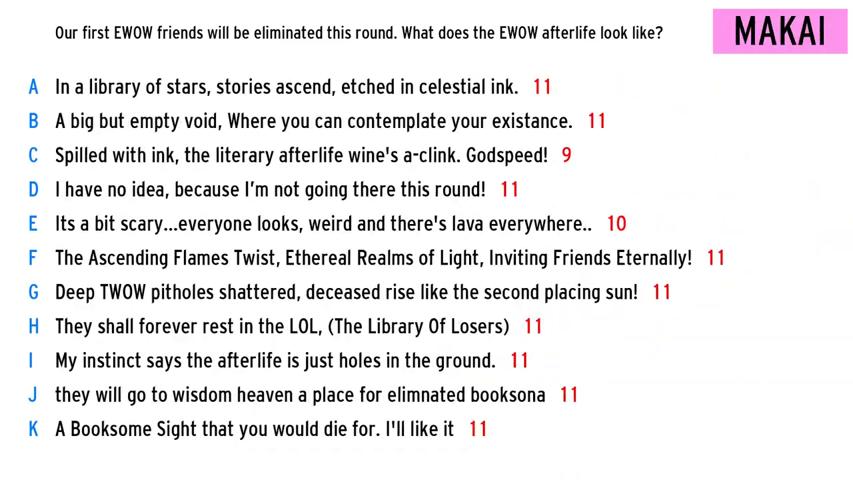 Our first EWOW friends will be eliminated this round. What does the EWOW afterlife look like?
MAKAI
A In a library of stars, stories ascend, etched in celestial ink. 11
B A big but empty void, Where you can contemplate your existance. 11
C Spilled with ink, the literary afterlife wine's a-clink. Godspeed! 9
D I have no idea, because I'm not going there this round! 11
E Its a bit scary...everyone looks, weird and there's lava everywhere.. 10
F The Ascending Flames Twist, Ethereal Realms of Light, Inviting Friends Eternally! 11
G Deep TWOW pitholes shattered, deceased rise like the second placing sun! 11
H They shall forever rest in the LOL, (The Library Of Losers) 11
I My instinct says the afterlife is just holes in the ground. 11
J they will go to wisdom heaven a place for elimnated booksona 11
K A Booksome Sight that you would die for. I'll like it 11